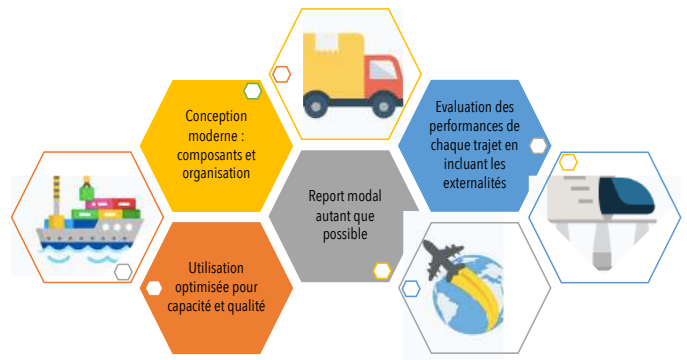 Conception
moderne :
composants et
organisation
Evaluation des
performances de
chaque trajet en
incluant les
externalités
Report modal
autant que
possible
Utilisation
optimisée pour
capacité et qualité